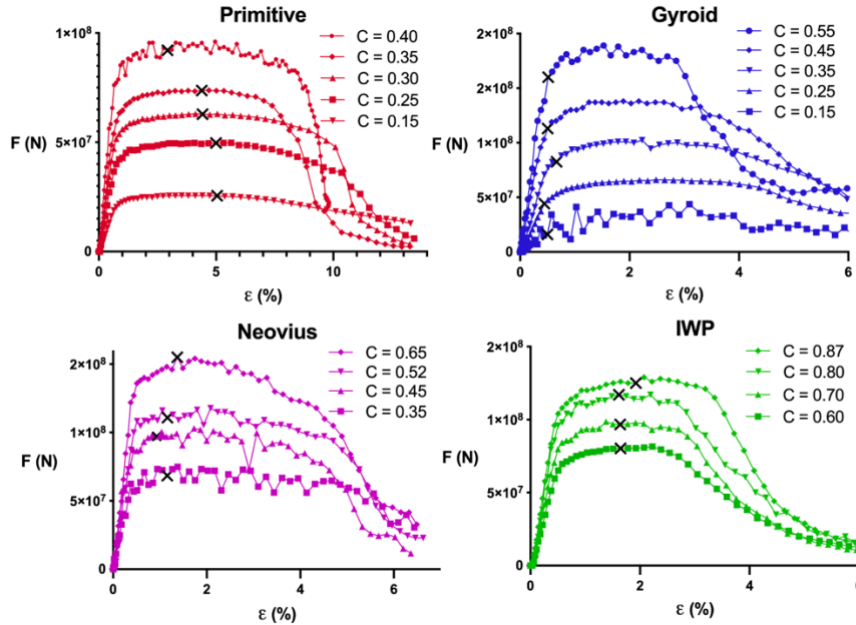 Primitive
1×10⁸
5×10⁷
0
F (N)
0
5
10
ε (%)
C = 0.40
C = 0.35
C = 0.30
C = 0.25
C = 0.15
Gyroid
2×10⁸
2×10⁸
1×10⁸
5×10⁷
0
F (N)
0
2
4
6
ε (%)
C = 0.55
C = 0.45
C = 0.35
C = 0.25
C = 0.15
Neovius
2×10⁸
1×10⁸
5×10⁷
0
F (N)
0
2
4
6
ε (%)
C = 0.65
C = 0.52
C = 0.45
C = 0.35
IWP
2×10⁸
1×10⁸
5×10⁷
0
F (N)
0
2
4
6
ε (%)
C = 0.87
C = 0.80
C = 0.70
C = 0.60